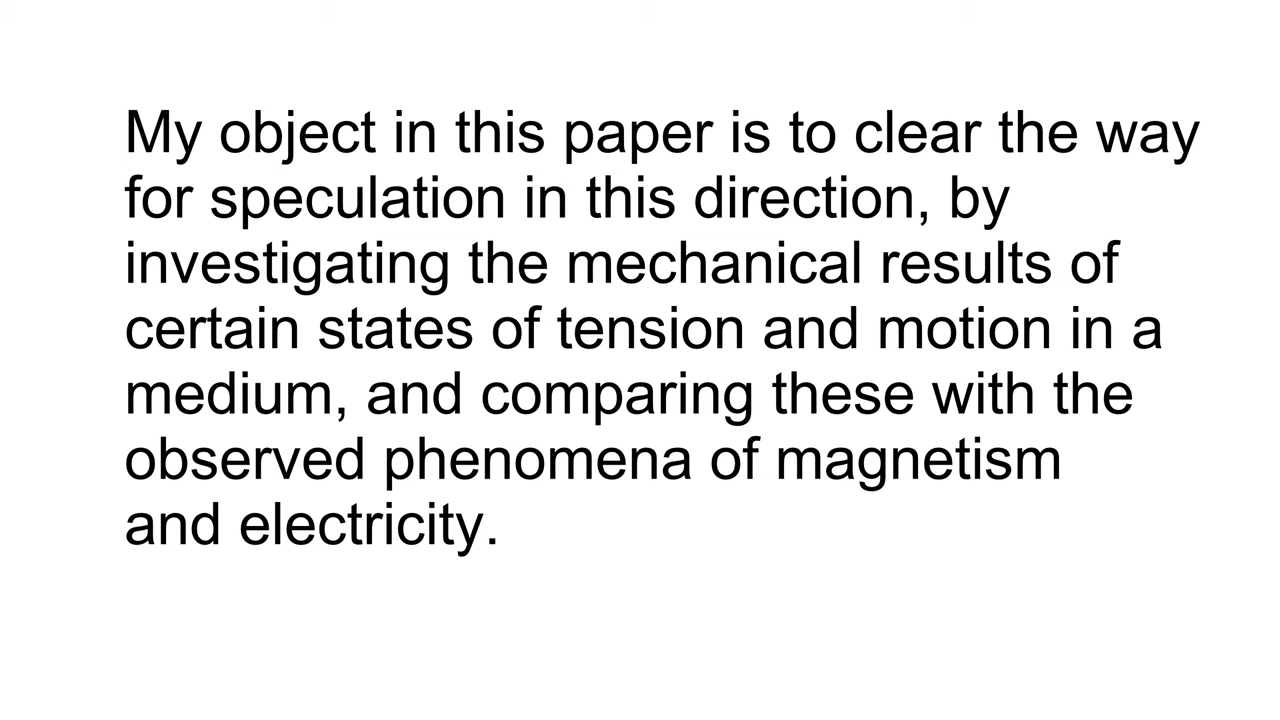 My object in this paper is to clear the way
for speculation in this direction, by
investigating the mechanical results of
certain states of tension and motion in a
medium, and comparing these with the
observed phenomena of magnetism
and electricity.